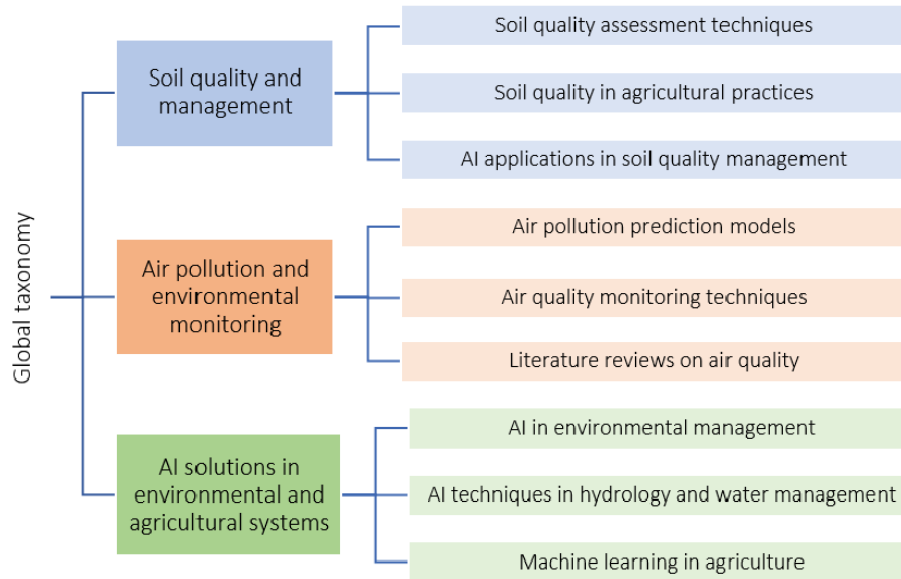 Global taxonomy
Soil quality and
management
Soil quality assessment techniques
Soil quality in agricultural practices
AI applications in soil quality management
Air pollution and
environmental
monitoring
Air pollution prediction models
Air quality monitoring techniques
Literature reviews on air quality
AI solutions in
environmental and
agricultural systems
AI in environmental management
AI techniques in hydrology and water management
Machine learning in agriculture